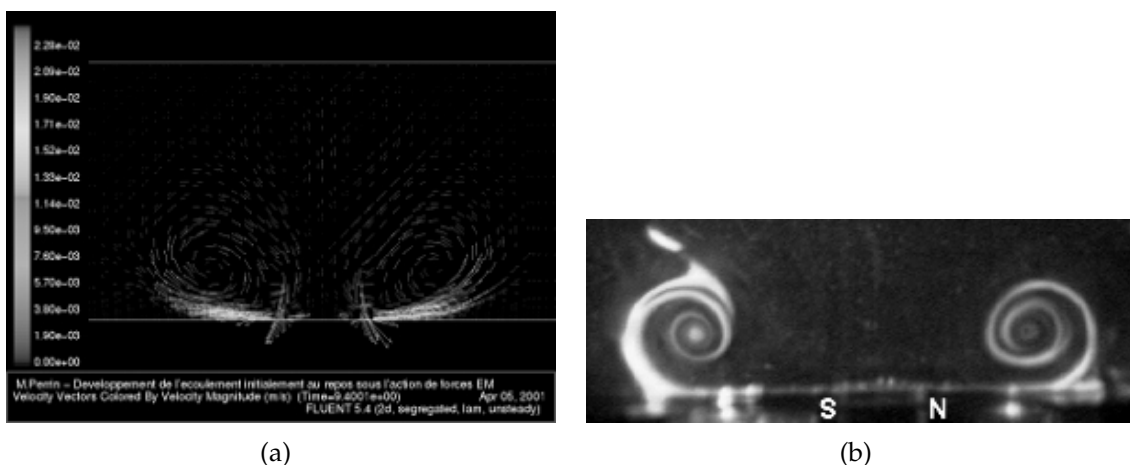 2.28e-02
2.09e-02
1.90e-02
1.71e-02
1.52e-02
1.33e-02
1.14e-02
9.50e-03
7.60e-03
5.70e-03
3.80e-03
1.90e-03
0.00e+00
M.Perrin - Developpement de l'ecoulement initialement au repos sous l'action de forces EM
Velocity Vectors Colored By Velocity Magnitude (m/s) (Time=9.4001e+00) Apr 05, 2001
FLUENT 5.4 (2d, segregated, lam, unsteady)
S N
(a) (b)